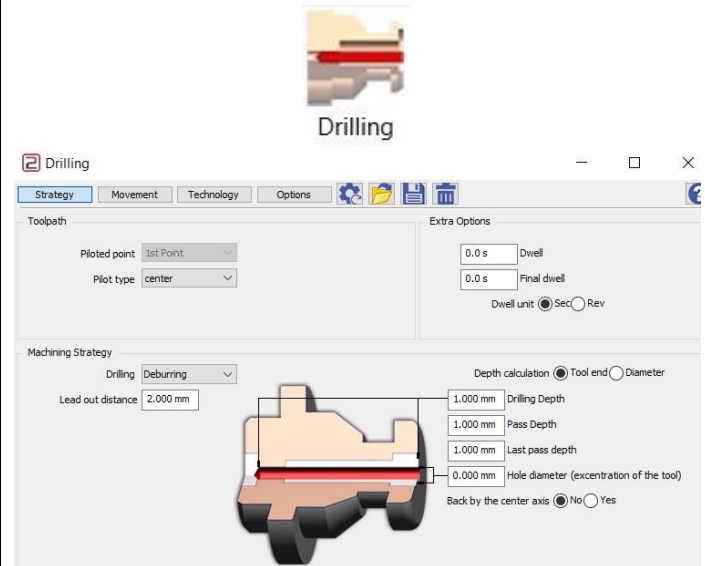 Drilling
Drilling
Strategy Movement Technology Options
Toolpath
Piloted point 1st Point
Pilot type center
Extra Options
0.0 s Dwell
0.0 s Final dwell
Dwell unit Sec Rev
Machining Strategy
Drilling Deburring
Lead out distance 2.000 mm
Depth calculation Tool end Diameter
1.000 mm Drilling Depth
1.000 mm Pass Depth
1.000 mm Last pass depth
0.000 mm Hole diameter (excentration of the tool)
Back by the center axis No Yes